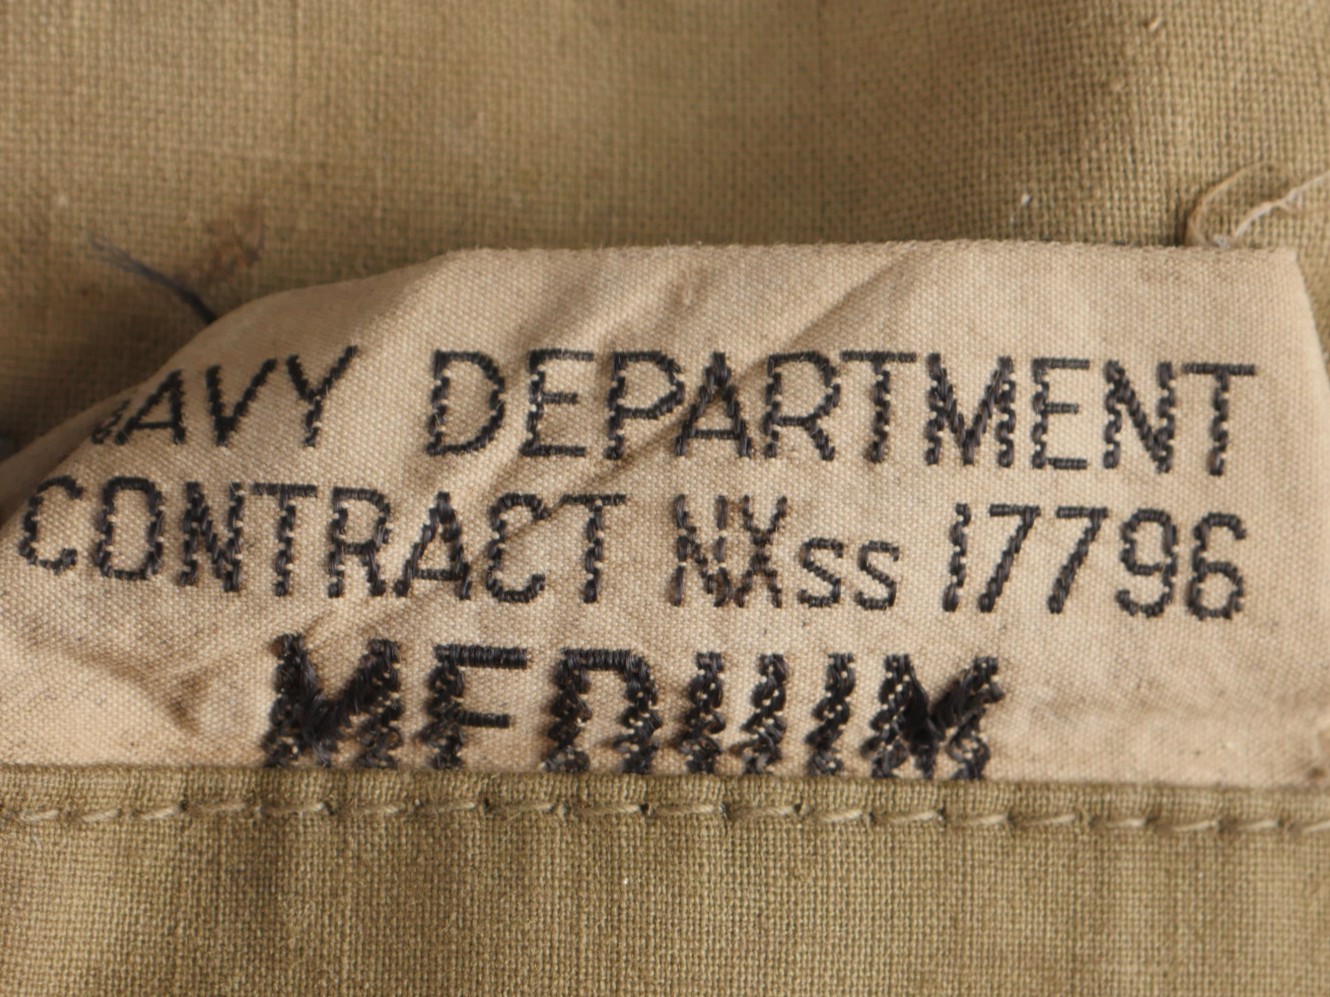 NAVY DEPARTMENT
CONTRACT NXss 17796
MEDIUM